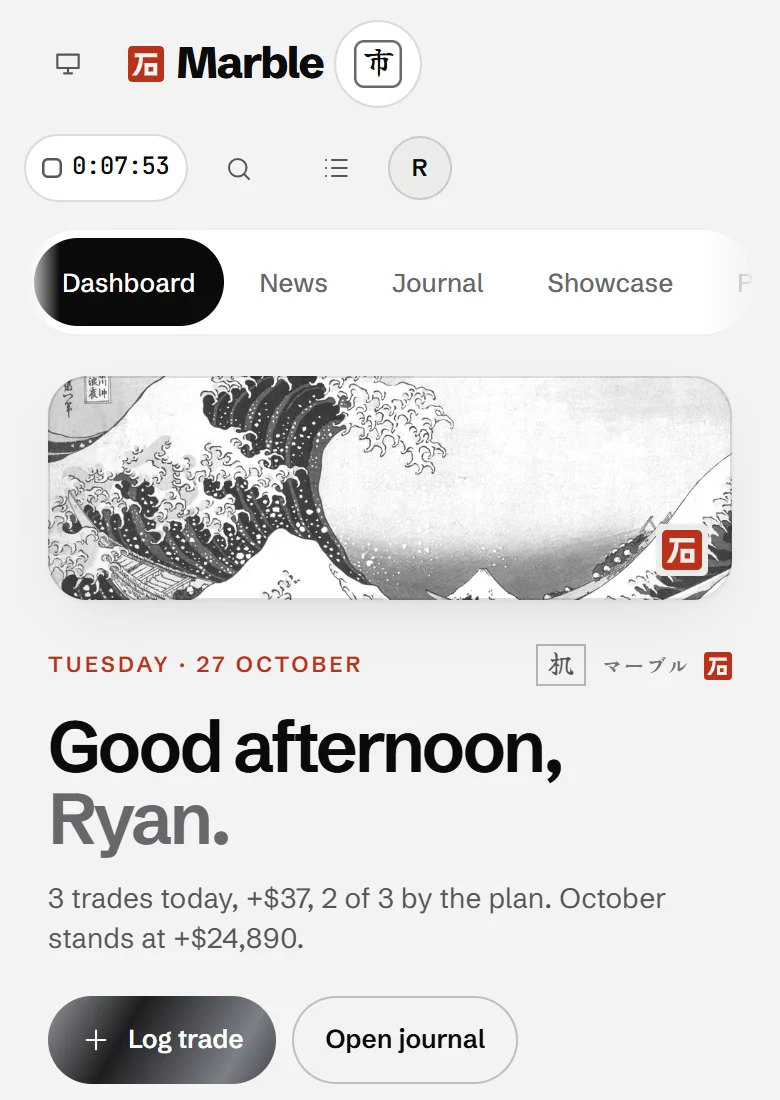 石 Marble 市
0:07:53
R
Dashboard News Journal Showcase
石
TUESDAY · 27 OCTOBER
机 マーブル 石
Good afternoon,
Ryan.
3 trades today, +$37, 2 of 3 by the plan. October
stands at +$24,890.
+ Log trade
Open journal